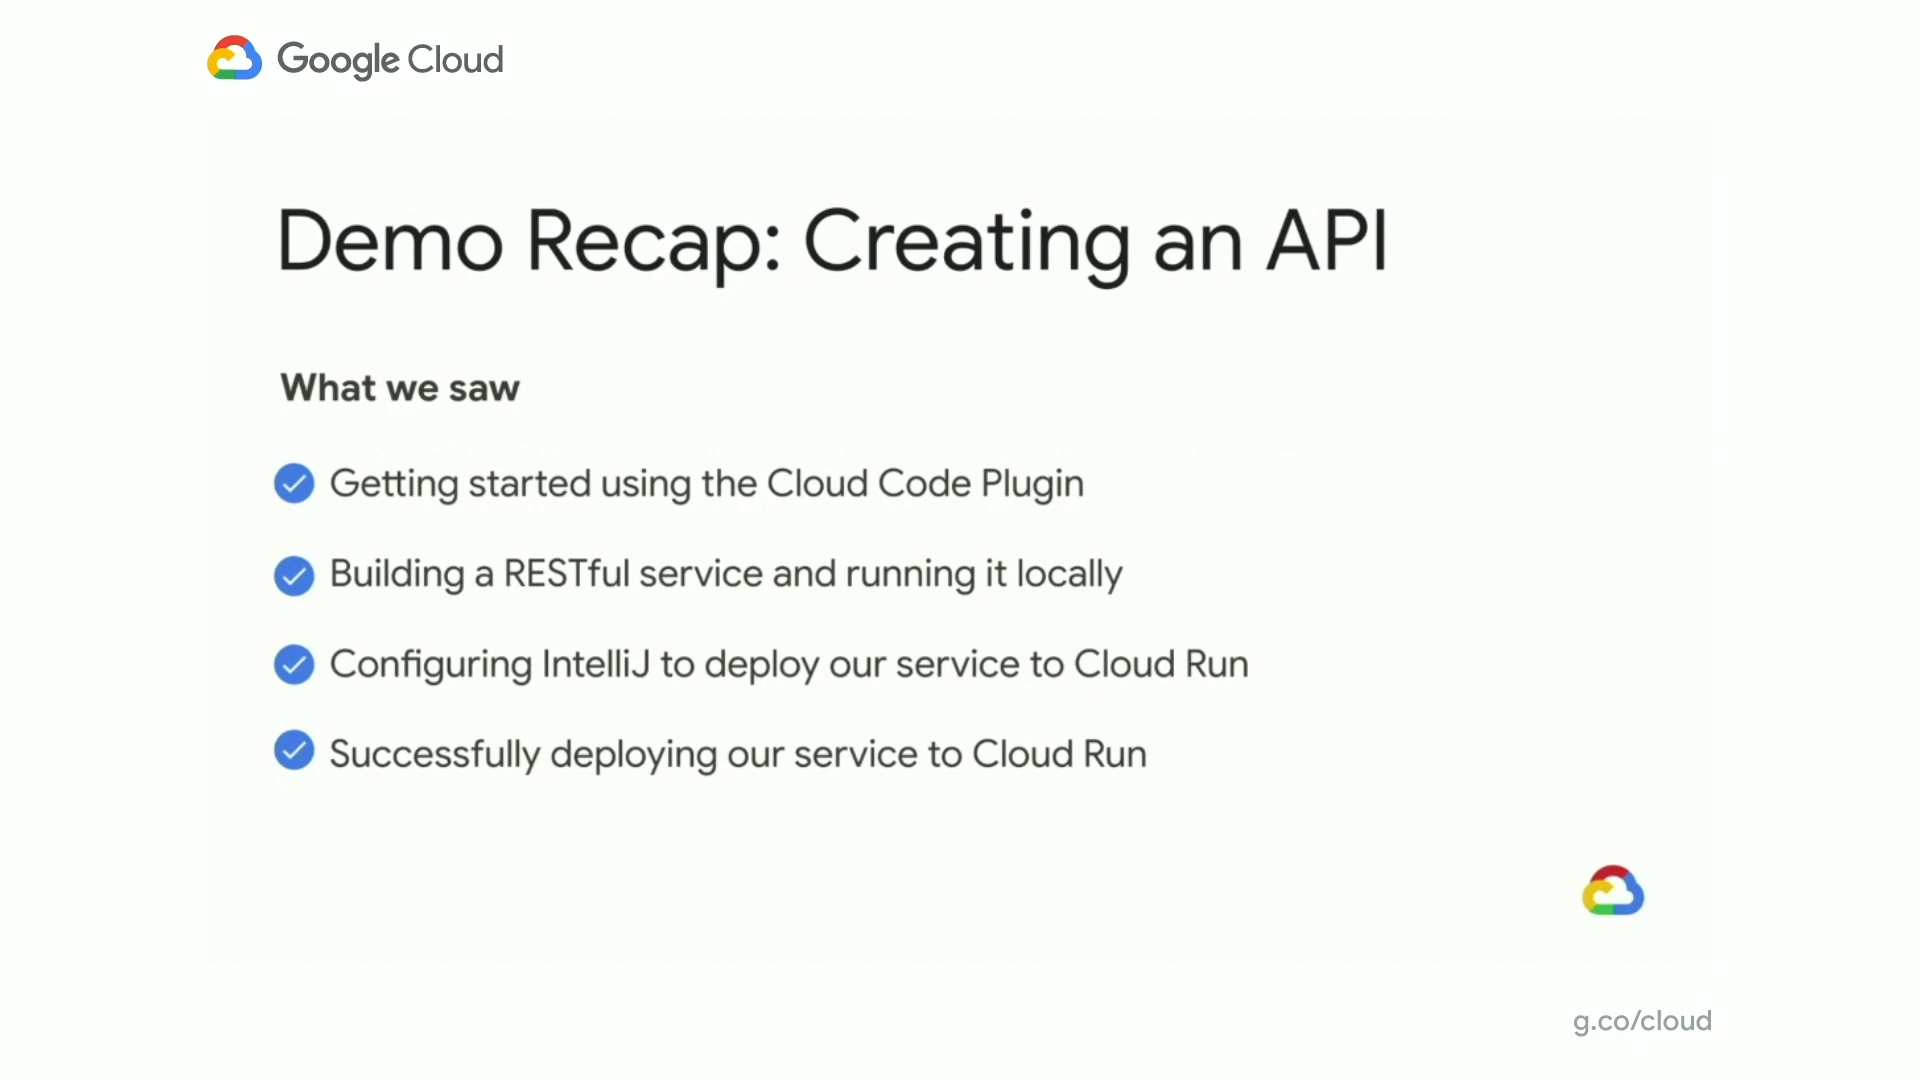 Google Cloud
Demo Recap: Creating an API
What we saw
Getting started using the Cloud Code Plugin
Building a RESTful service and running it locally
Configuring IntelliJ to deploy our service to Cloud Run
Successfully deploying our service to Cloud Run
g.co/cloud